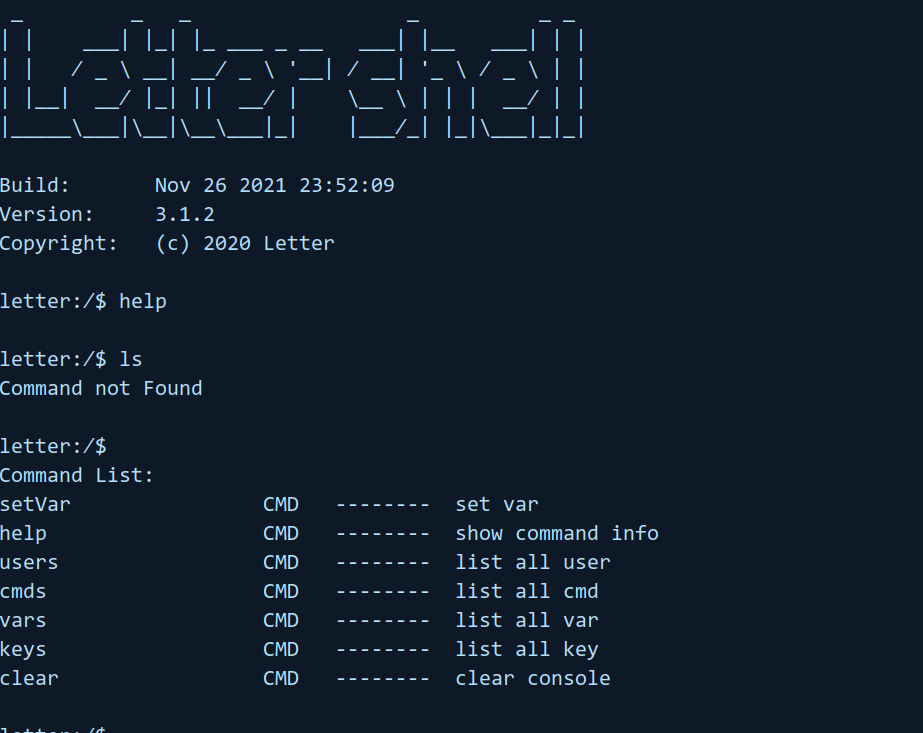 Letter shell
Build:       Nov 26 2021 23:52:09
Version:     3.1.2
Copyright:   (c) 2020 Letter
letter:/$ help
letter:/$ ls
Command not Found
letter:/$
Command List:
setVar                CMD   --------  set var
help                  CMD   --------  show command info
users                 CMD   --------  list all user
cmds                  CMD   --------  list all cmd
vars                  CMD   --------  list all var
keys                  CMD   --------  list all key
clear                 CMD   --------  clear console
letter:/$